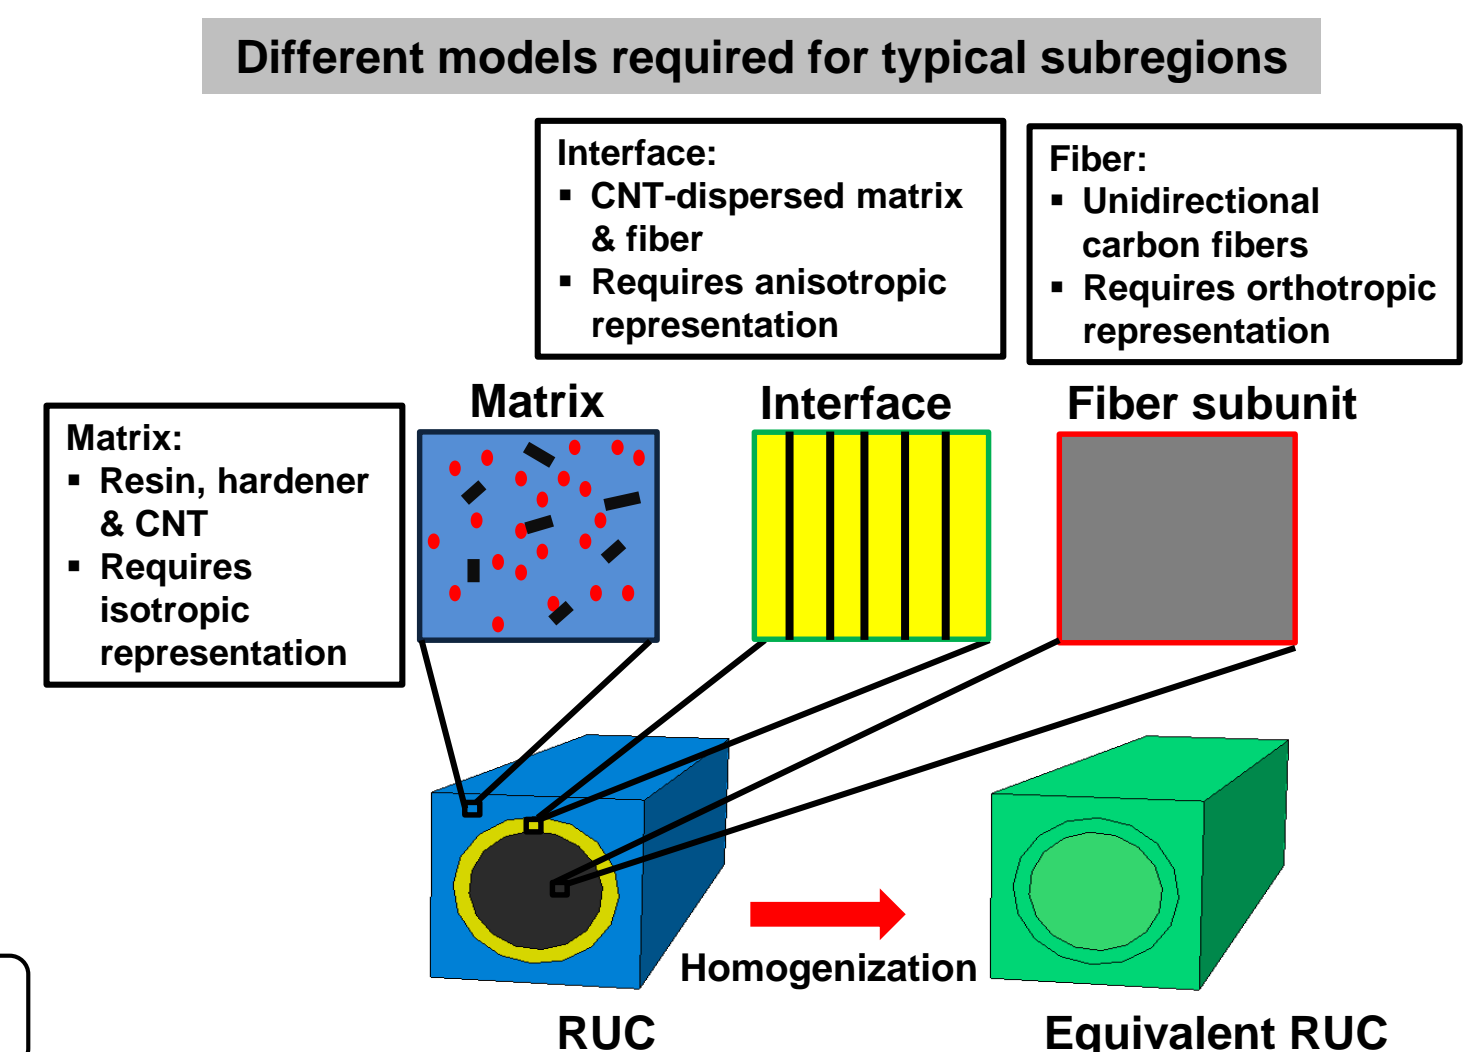 Different models required for typical subregions
Interface:
▪ CNT-dispersed matrix
& fiber
▪ Requires anisotropic
representation
Fiber:
▪ Unidirectional
carbon fibers
▪ Requires orthotropic
representation
Matrix
Interface
Fiber subunit
Matrix:
▪ Resin, hardener
& CNT
▪ Requires
isotropic
representation
Homogenization
RUC
Equivalent RUC